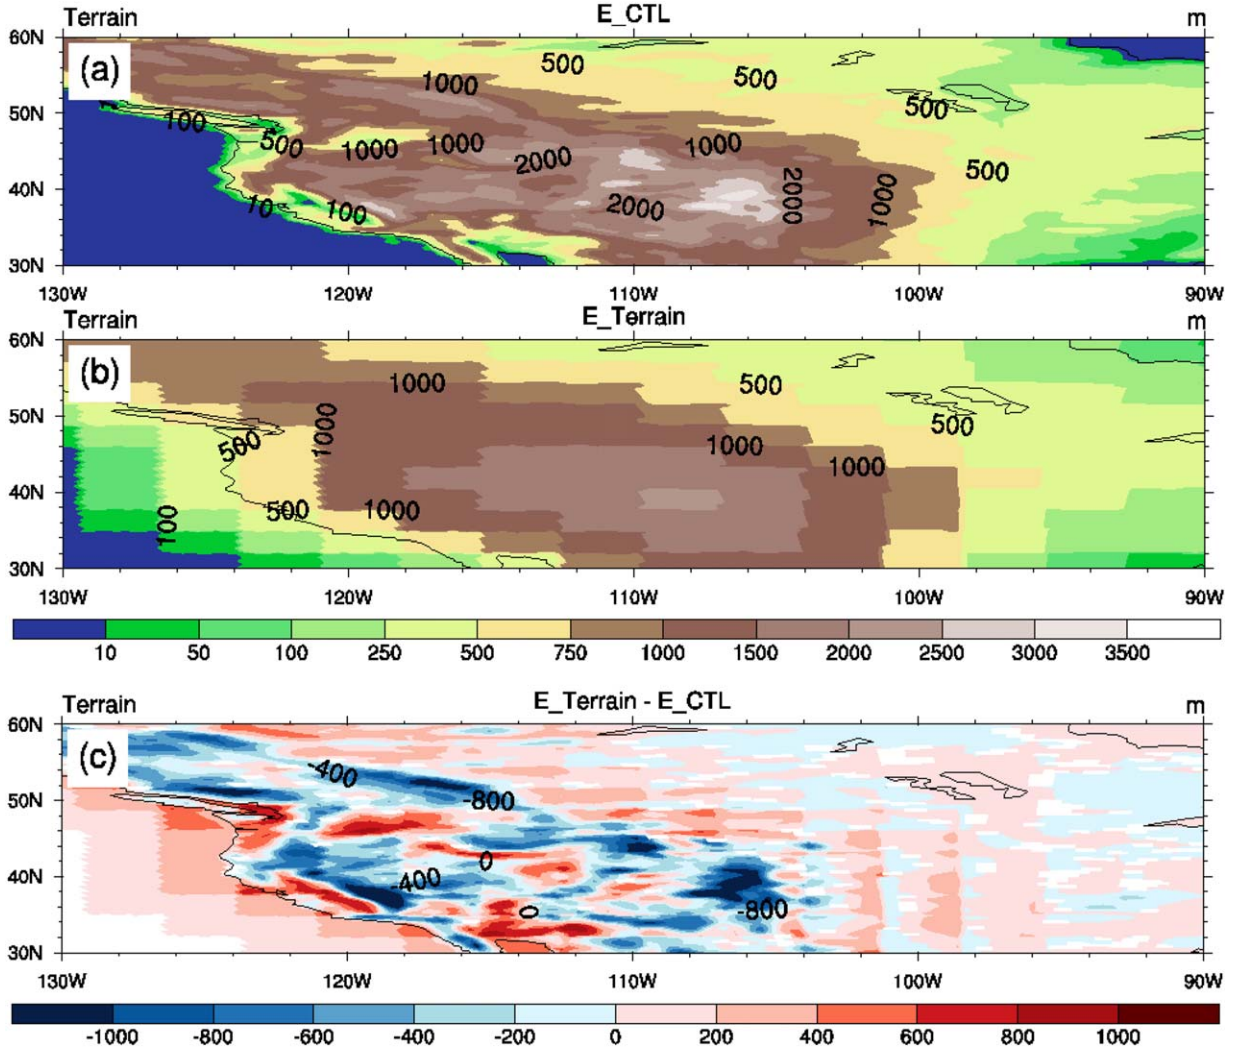 Terrain E_CTL m
60N (a) 1000 500 500
50N 100 500
500 1000 1000 2000 1000 500
40N 10 100 2000 2000 1000
30N
130W 120W 110W 100W 90W
Terrain E_Terrain m
60N (b) 1000 500
50N 500 1000 1000 500
40N 1000
100 500 1000
30N
130W 120W 110W 100W 90W
10 50 100 250 500 750 1000 1500 2000 2500 3000 3500
Terrain E_Terrain - E_CTL m
60N (c) -400
50N -800
0
40N -400 0 -800
30N
130W 120W 110W 100W 90W
-1000 -800 -600 -400 -200 0 200 400 600 800 1000